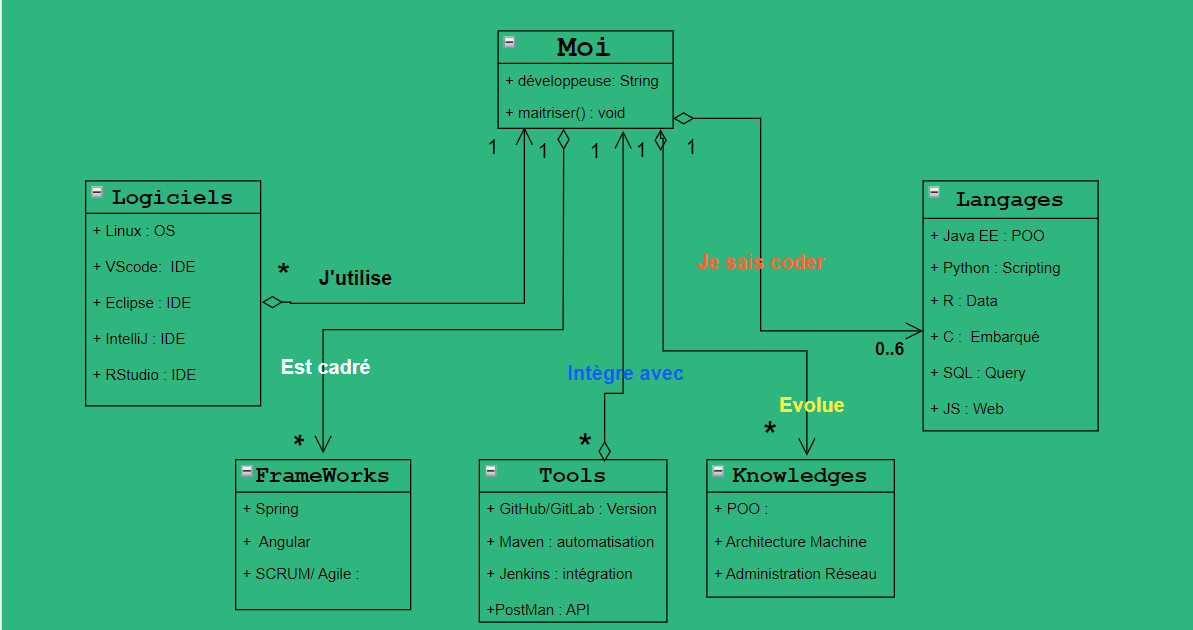 Moi
+ développeuse: String
+ maitriser() : void
1
1
1
1
1
Logiciels
+ Linux : OS
+ VScode: IDE
+ Eclipse : IDE
+ IntelliJ : IDE
+ RStudio : IDE
*
J'utilise
Je sais coder
Langages
+ Java EE : POO
+ Python : Scripting
+ R : Data
+ C : Embarqué
+ SQL : Query
+ JS : Web
0..6
Est cadré
Intègre avec
Evolue
*
*
*
FrameWorks
+ Spring
+ Angular
+ SCRUM/ Agile :
Tools
+ GitHub/GitLab : Version
+ Maven : automatisation
+ Jenkins : intégration
+PostMan : API
Knowledges
+ POO :
+ Architecture Machine
+ Administration Réseau